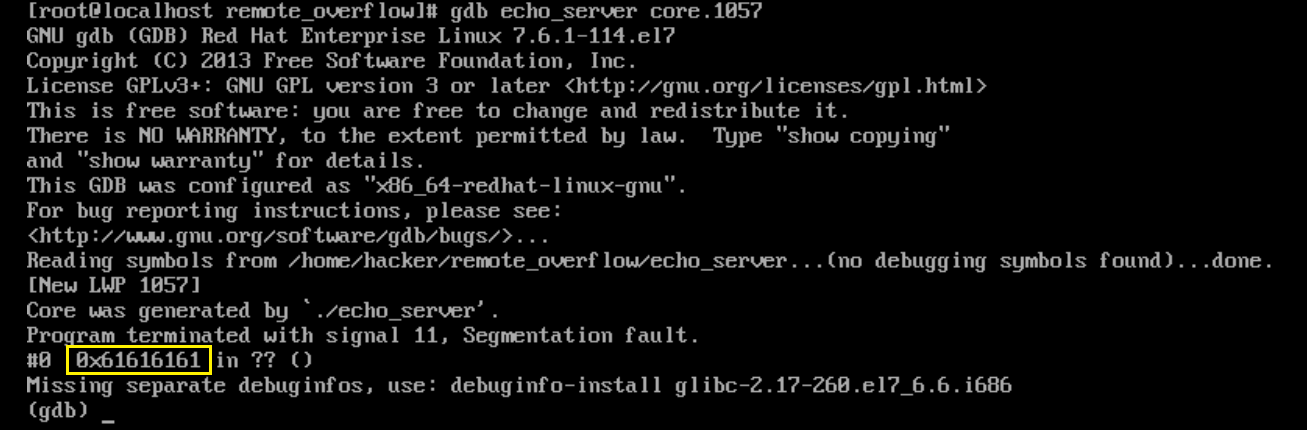 [root@localhost remote_overflow]# gdb echo_server core.1057
GNU gdb (GDB) Red Hat Enterprise Linux 7.6.1-114.el7
Copyright (C) 2013 Free Software Foundation, Inc.
License GPLv3+: GNU GPL version 3 or later <http://gnu.org/licenses/gpl.html>
This is free software: you are free to change and redistribute it.
There is NO WARRANTY, to the extent permitted by law.  Type "show copying"
and "show warranty" for details.
This GDB was configured as "x86_64-redhat-linux-gnu".
For bug reporting instructions, please see:
<http://www.gnu.org/software/gdb/bugs/>...
Reading symbols from /home/hacker/remote_overflow/echo_server...(no debugging symbols found)...done.
[New LWP 1057]
Core was generated by `./echo_server'.
Program terminated with signal 11, Segmentation fault.
#0  0x61616161 in ?? ()
Missing separate debuginfos, use: debuginfo-install glibc-2.17-260.el7_6.6.i686
(gdb) _